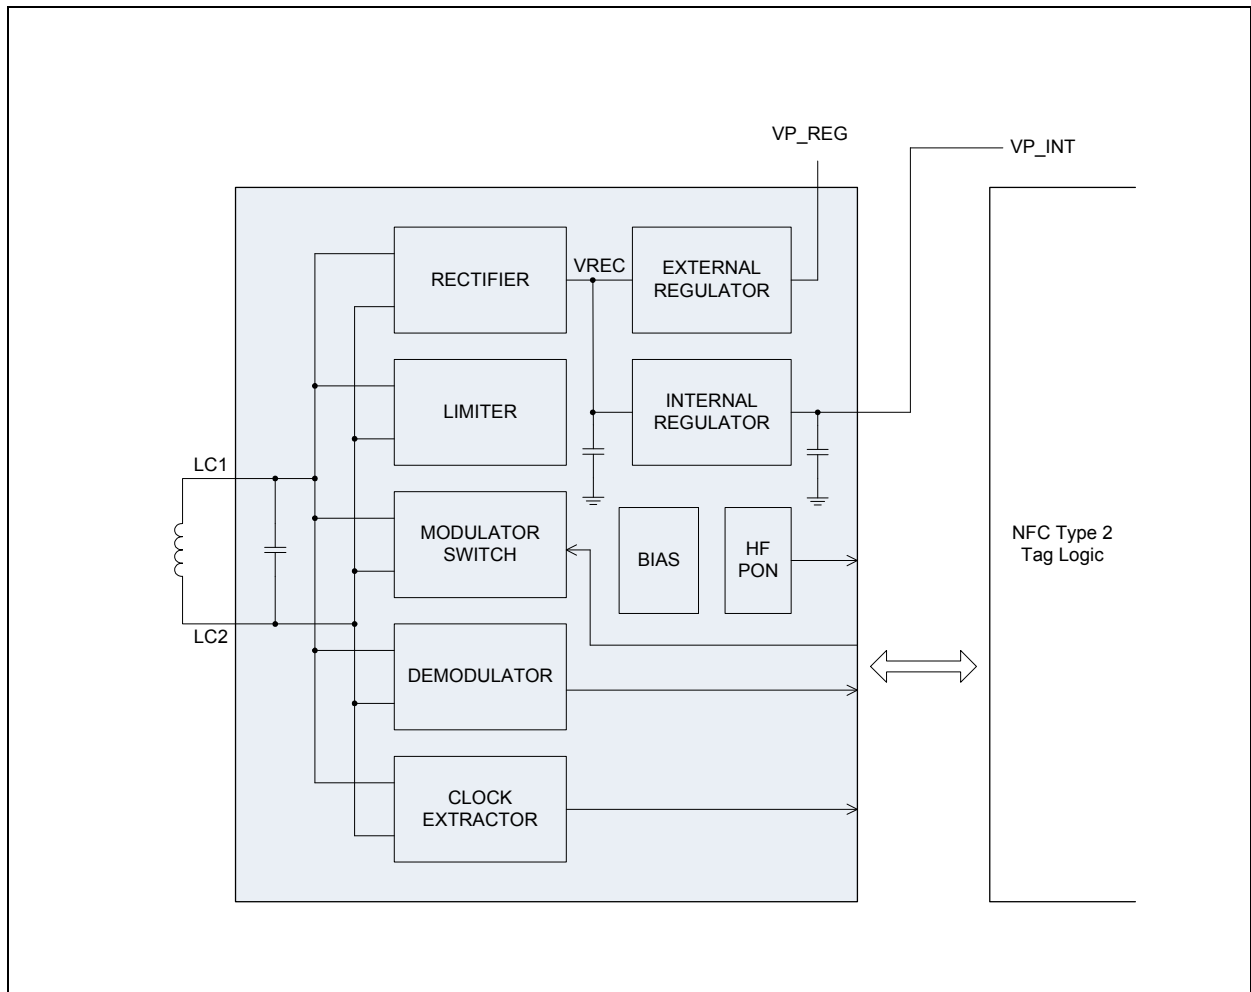 VP_REG
VP_INT
RECTIFIER
VREC
EXTERNAL
REGULATOR
LIMITER
INTERNAL
REGULATOR
LC1
MODULATOR
SWITCH
BIAS
HF
PON
NFC Type 2
Tag Logic
LC2
DEMODULATOR
CLOCK
EXTRACTOR